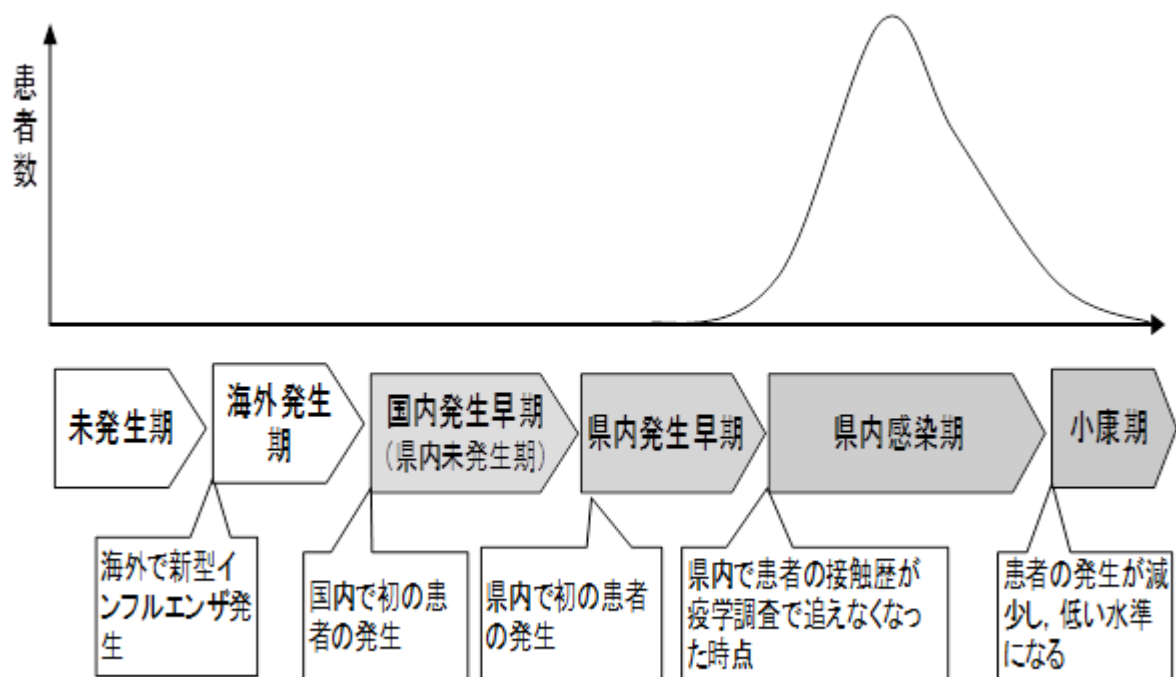 患者数
未発生期
海外発生
期
国内発生早期
（県内未発生期）
県内発生早期
県内感染期
小康期
海外で新型イ
ンフルエンザ発
生
国内で初の患
者の発生
県内で初の患者
の発生
県内で患者の接触歴が
疫学調査で追えなくなっ
た時点
患者の発生が減
少し，低い水準
になる